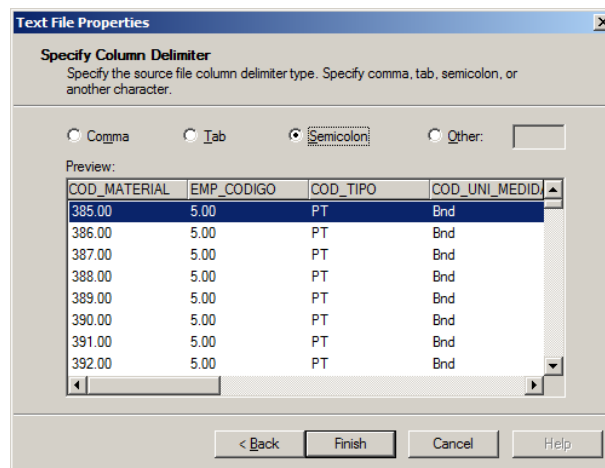 Text File Properties
Specify Column Delimiter
Specify the source file column delimiter type. Specify comma, tab, semicolon, or
another character.
Comma Tab Semicolon Other:
Preview:
COD_MATERIAL EMP_CODIGO COD_TIPO COD_UNI_MEDIDA
385.00 5.00 PT Bnd
386.00 5.00 PT Bnd
387.00 5.00 PT Bnd
388.00 5.00 PT Bnd
389.00 5.00 PT Bnd
390.00 5.00 PT Bnd
391.00 5.00 PT Bnd
392.00 5.00 PT Bnd
< Back Finish Cancel Help